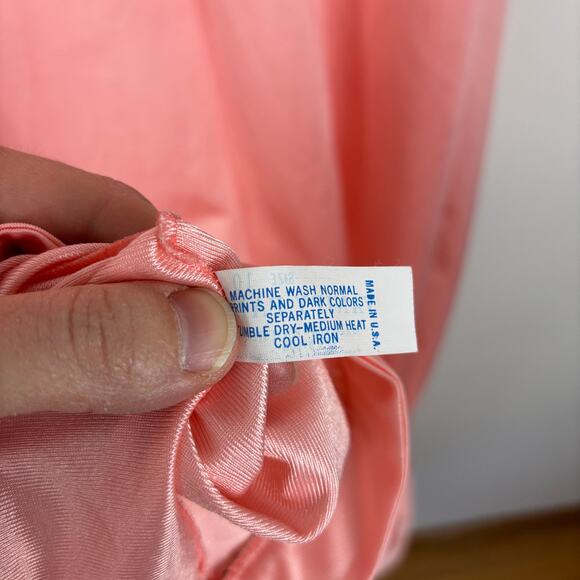 MACHINE WASH NORMAL
PRINTS AND DARK COLORS
SEPARATELY
TUMBLE DRY-MEDIUM HEAT
COOL IRON
MADE IN U.S.A.